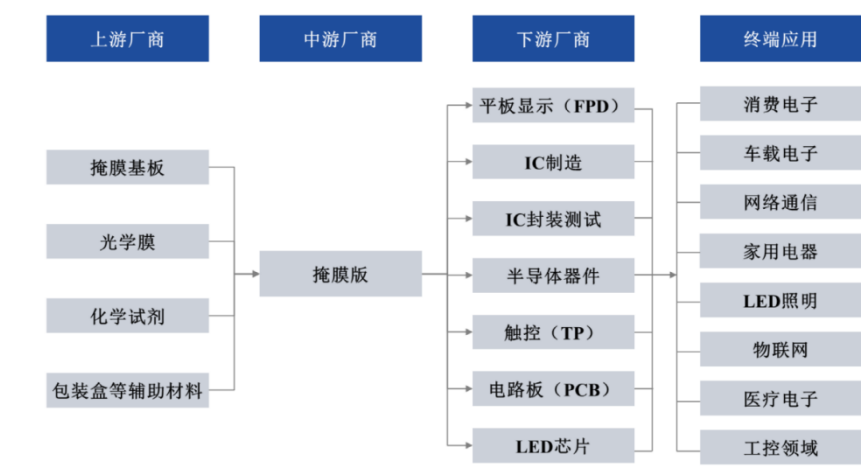 上游厂商
中游厂商
下游厂商
终端应用
掩膜基板
光学膜
化学试剂
包装盒等辅助材料
掩膜版
平板显示（FPD）
IC制造
IC封装测试
半导体器件
触控（TP）
电路板（PCB）
LED芯片
消费电子
车载电子
网络通信
家用电器
LED照明
物联网
医疗电子
工控领域